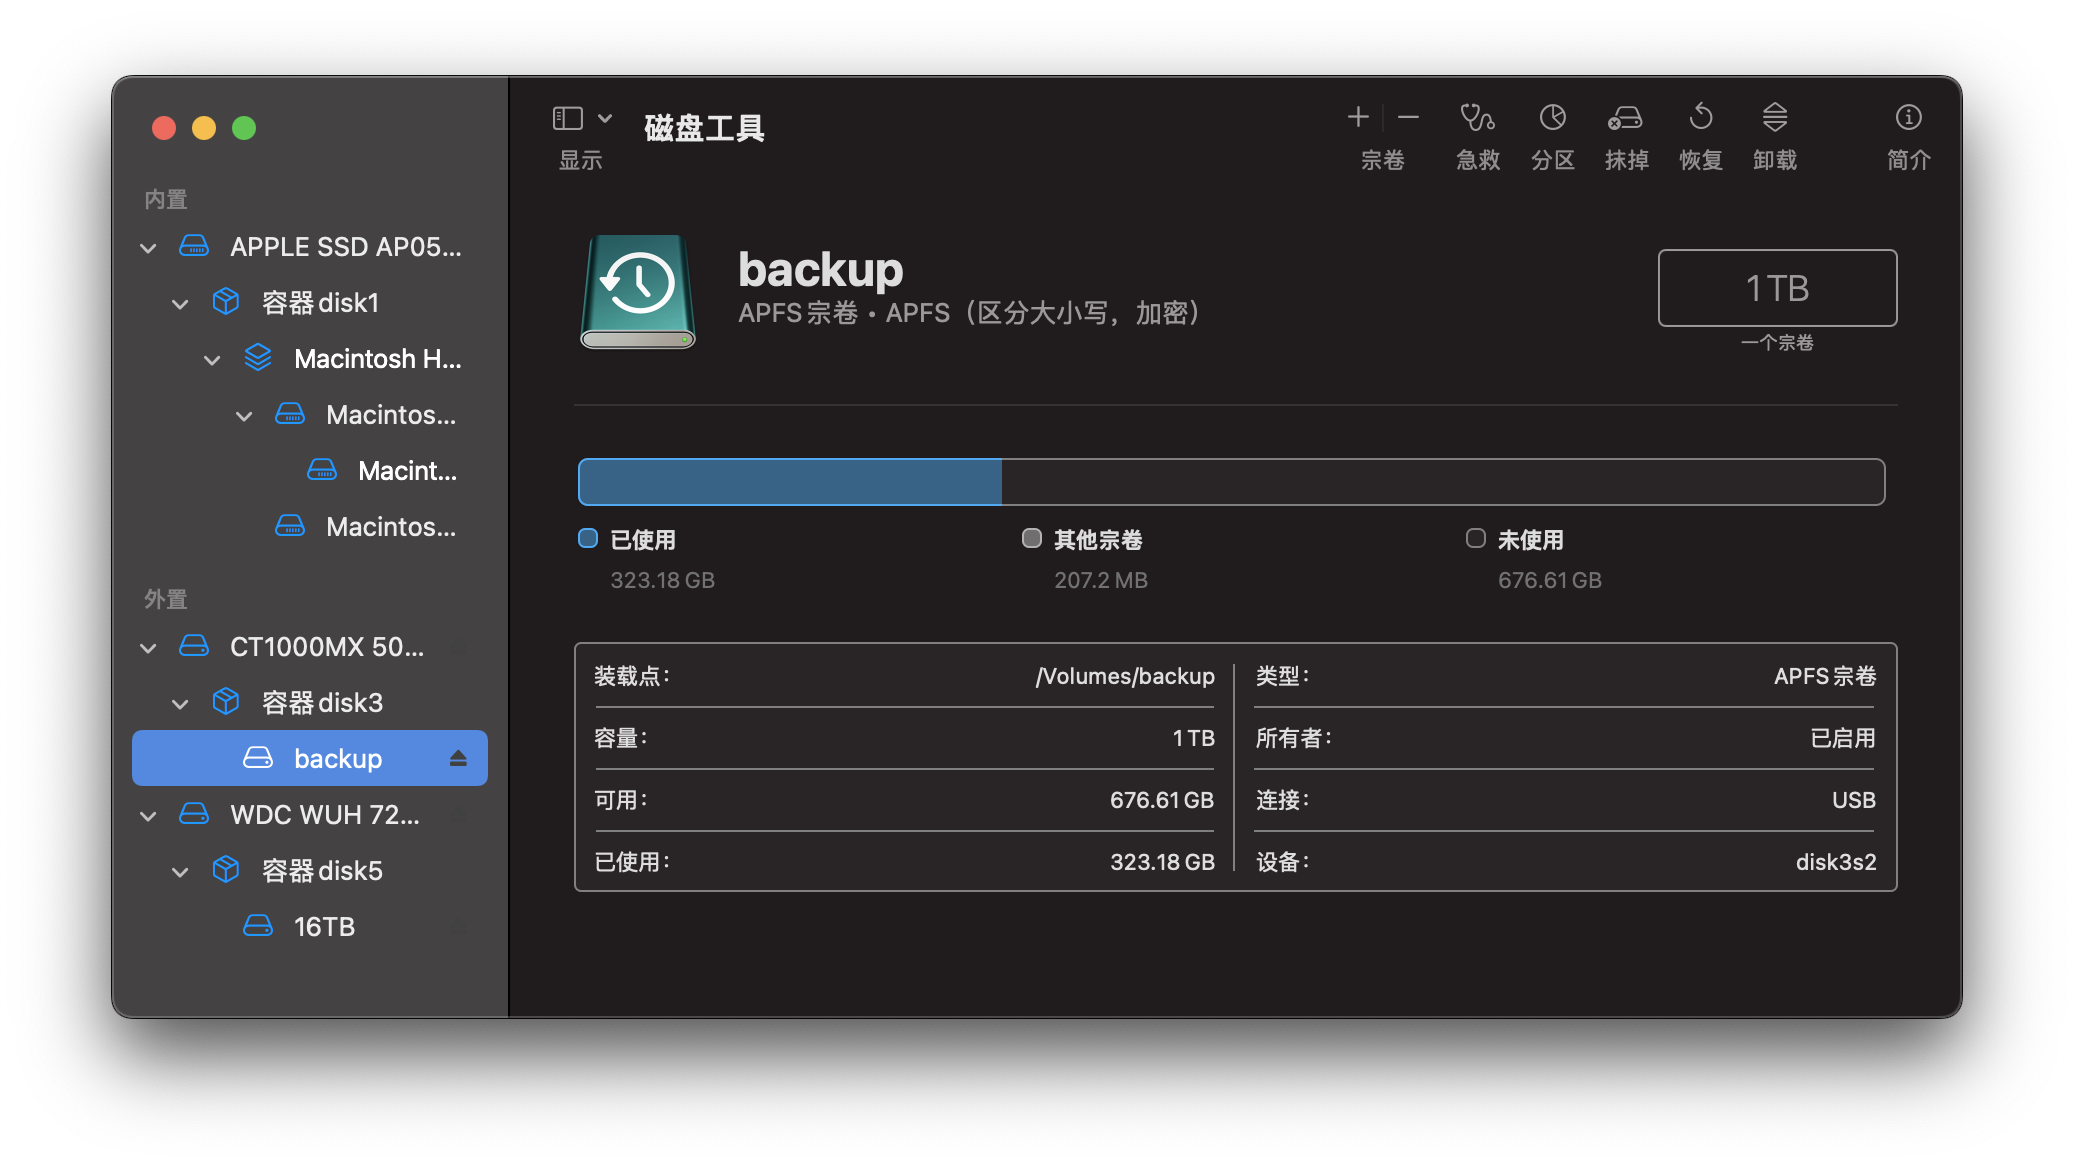 内置
APPLE SSD AP05...
容器 disk1
Macintosh H...
Macintos...
Macint...
Macintos...
外置
CT1000MX 50...
容器 disk3
backup
WDC WUH 72...
容器 disk5
16TB
显示
磁盘工具
宗卷
急救
分区
抹掉
恢复
卸载
简介
backup
APFS 宗卷 • APFS（区分大小写，加密）
1 TB
一个宗卷
已使用
323.18 GB
其他宗卷
207.2 MB
未使用
676.61 GB
装载点： /Volumes/backup
容量： 1 TB
可用： 676.61 GB
已使用： 323.18 GB
类型： APFS 宗卷
所有者： 已启用
连接： USB
设备： disk3s2